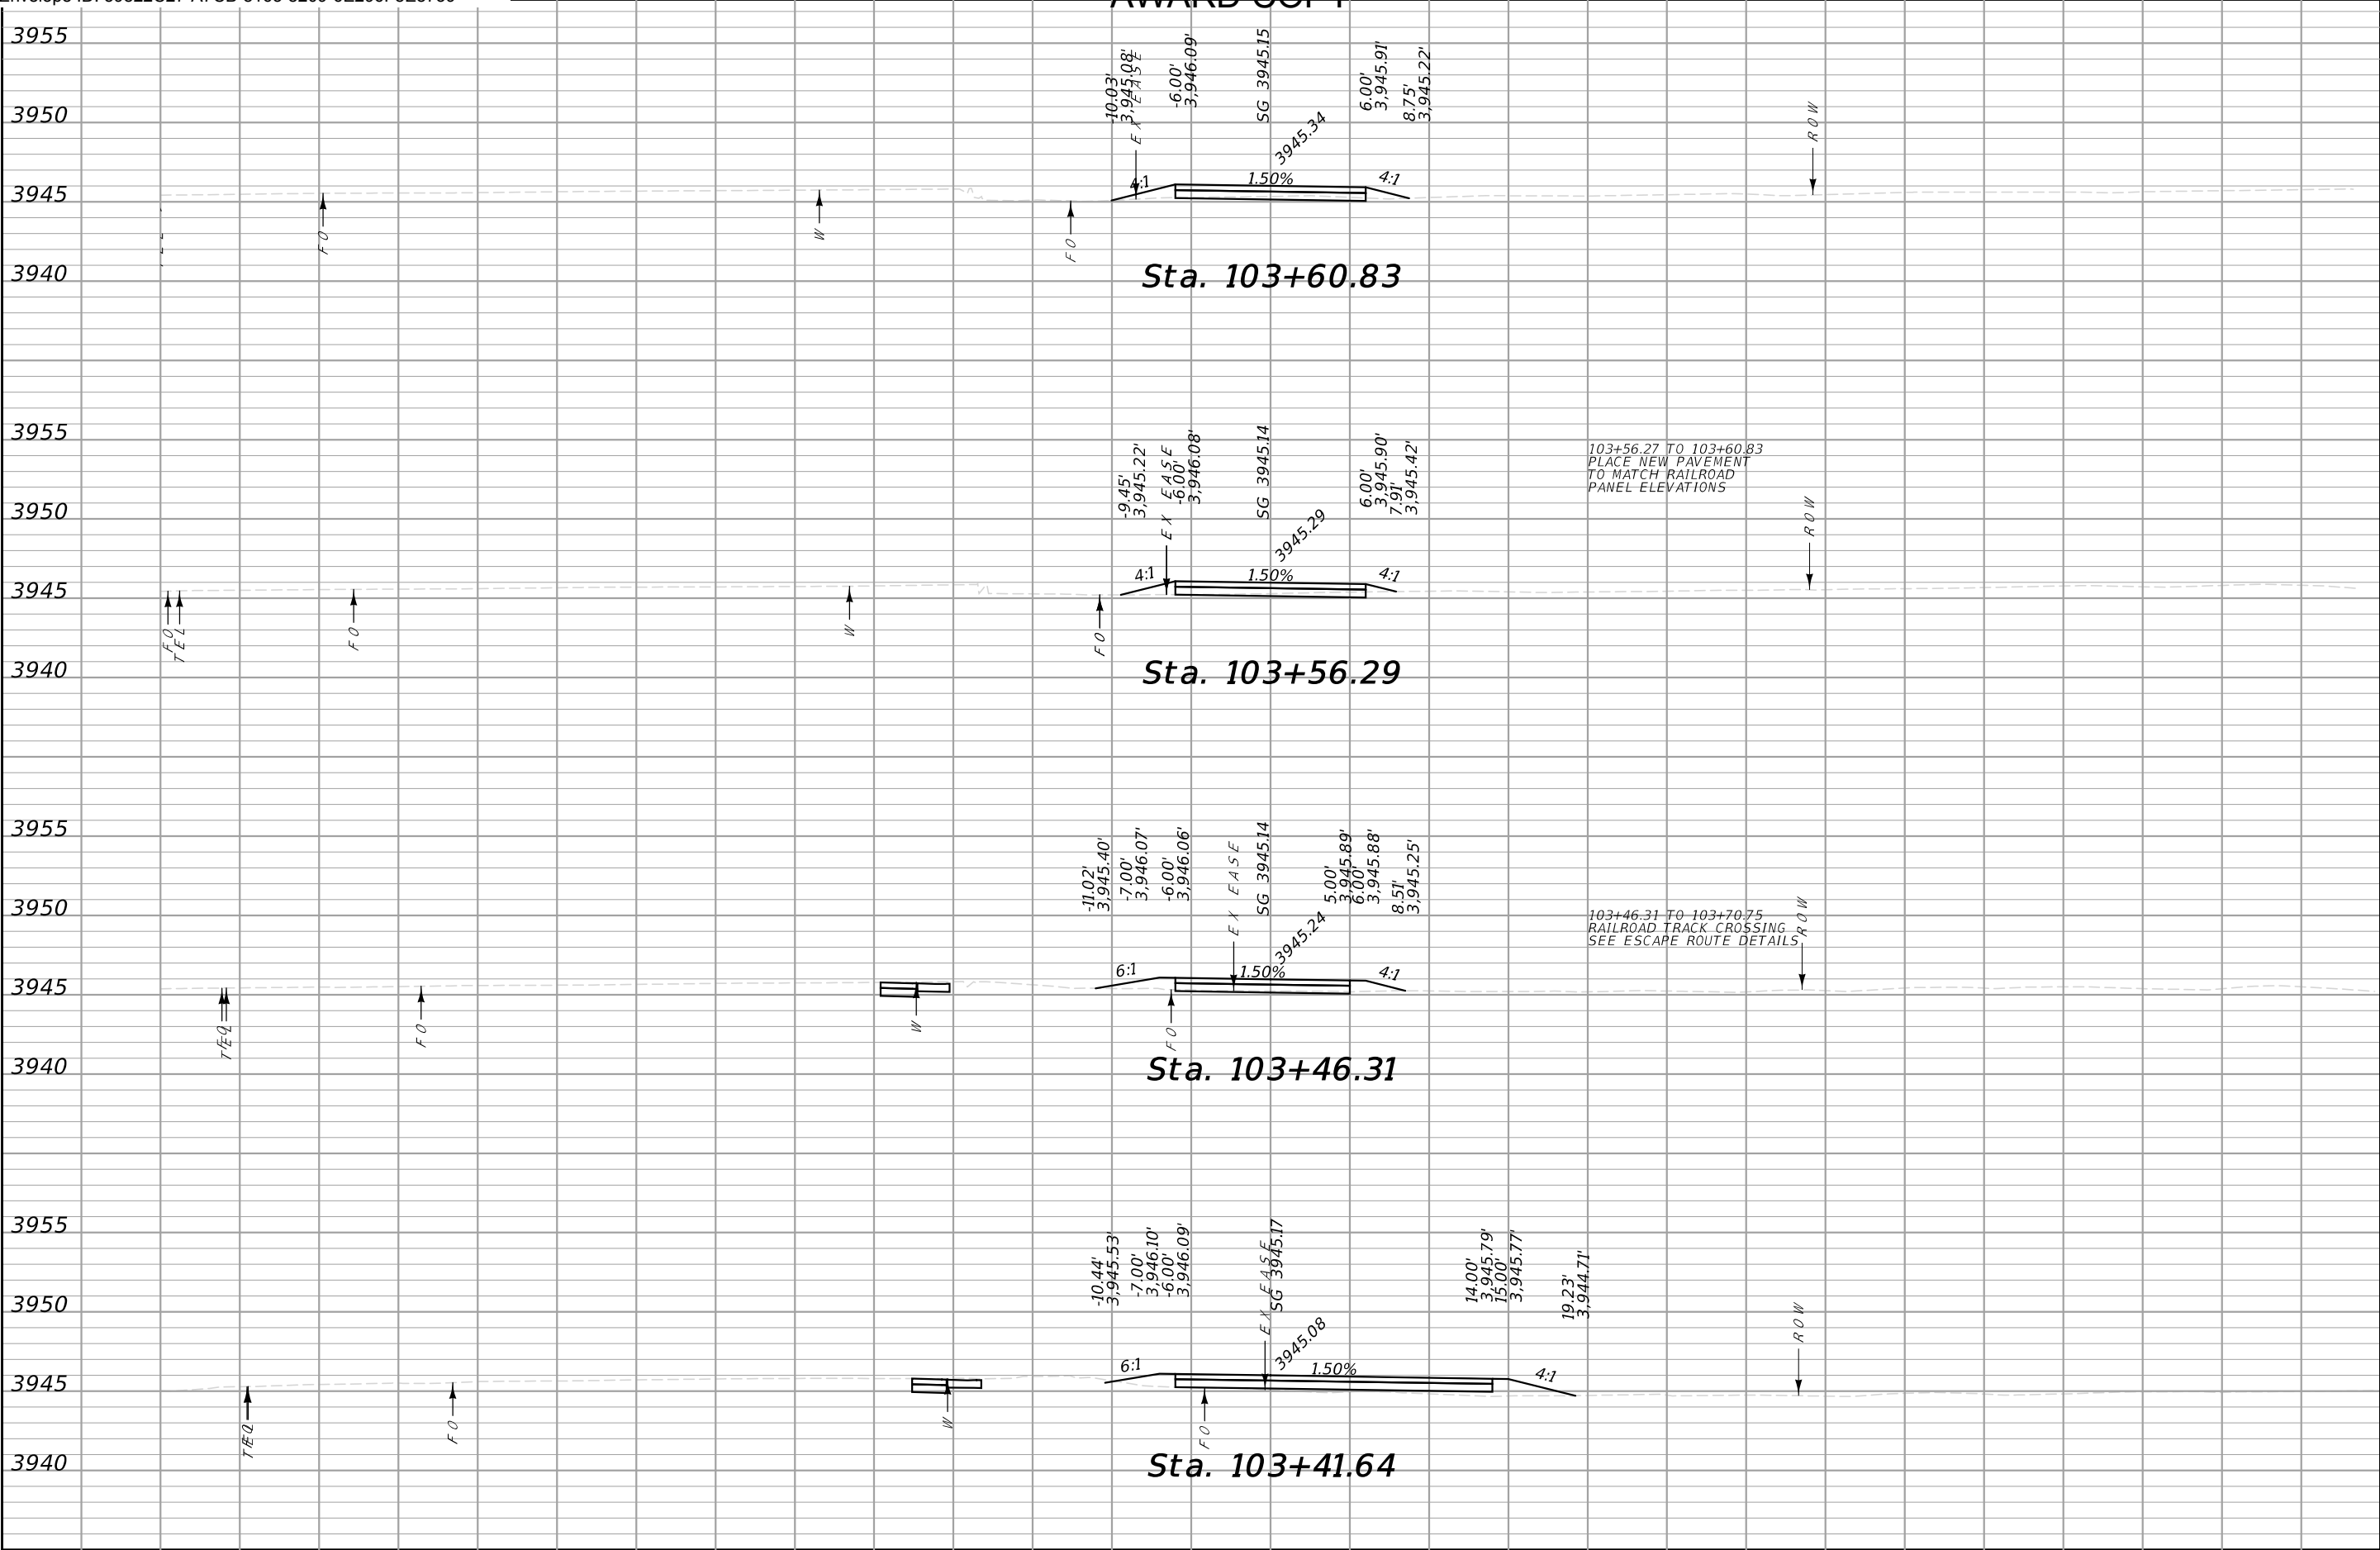 3955
-10.03'
3,945.08'
EX EASE
-6.00'
3,946.09'
SG 3945.15
6.00'
3,945.91'
8.75'
3,945.22'
3950
3945.34
ROW
4:1
1.50%
4:1
3945
FO
W
FO
3940
Sta. 103+60.83
3955
-9.45'
3,945.22'
EX EASE
-6.00'
3,946.08'
SG 3945.14
6.00'
3,945.90'
7.91'
3,945.42'
103+56.27 TO 103+60.83
PLACE NEW PAVEMENT
TO MATCH RAILROAD
PANEL ELEVATIONS
3950
3945.29
ROW
4:1
1.50%
4:1
3945
FO
TEL
FO
W
FO
3940
Sta. 103+56.29
3955
-11.02'
3,945.40'
-7.00'
3,946.07'
-6.00'
3,946.06'
EX EASE
SG 3945.14
5.00'
3,945.89'
6.00'
3,945.88'
8.51'
3,945.25'
3950
103+46.31 TO 103+70.75
RAILROAD TRACK CROSSING
SEE ESCAPE ROUTE DETAILS
ROW
3945.24
6:1
1.50%
4:1
3945
FO
TEL
FO
W
FO
3940
Sta. 103+46.31
3955
-10.44'
3,945.53'
-7.00'
3,946.10'
-6.00'
3,946.09'
EX EASE
SG 3945.17
14.00'
3,945.79'
15.00'
3,945.77'
19.23'
3,944.71'
3950
3945.08
ROW
6:1
1.50%
4:1
3945
FO
W
FO
3940
Sta. 103+41.64